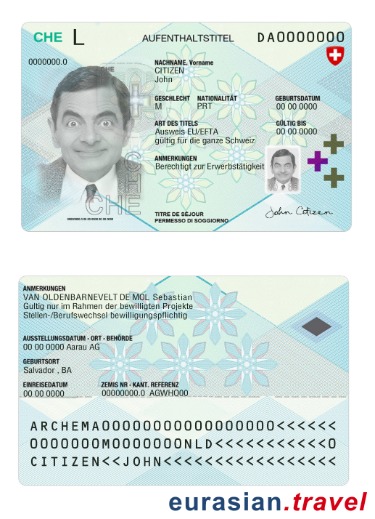 CHE L AUFENTHALTSTITEL DA0000000
0000000.0
NACHNAME, Vorname
CITIZEN
John
GESCHLECHT NATIONALITÄT GEBURTSDATUM
M PRT 00 00 0000
ART DES TITELS GÜLTIG BIS
Ausweis EU/EFTA 00 00 0000
gültig für die ganze Schweiz
ANMERKUNGEN
Berechtigt zur Erwerbstätigkeit
CHE
TITRE DE SÉJOUR
PERMESSO DI SOGGIORNO
John Citizen
ANMERKUNGEN
VAN OLDENBARNEVELT DE MOL Sebastian
Gultig nur im Rahmen der bewilligten Projekte
Stellen-/Berufswechsel bewilligungspflichtig
AUSSTELLUNGSDATUM - ORT - BEHÖRDE
00 00 0000 Aarau AG
GEBURTSORT
Salvador , BA
EINREISEDATUM ZEMIS NR - KANT. REFERENZ
00 00 0000 00000000.0 AGWHO00
ARCHEMA0000000000000000<<<<<<
0000000M0000000NLD<<<<<<<<<<0
CITIZEN<<JOHN<<<<<<<<<<<<<<<<
eurasian.travel